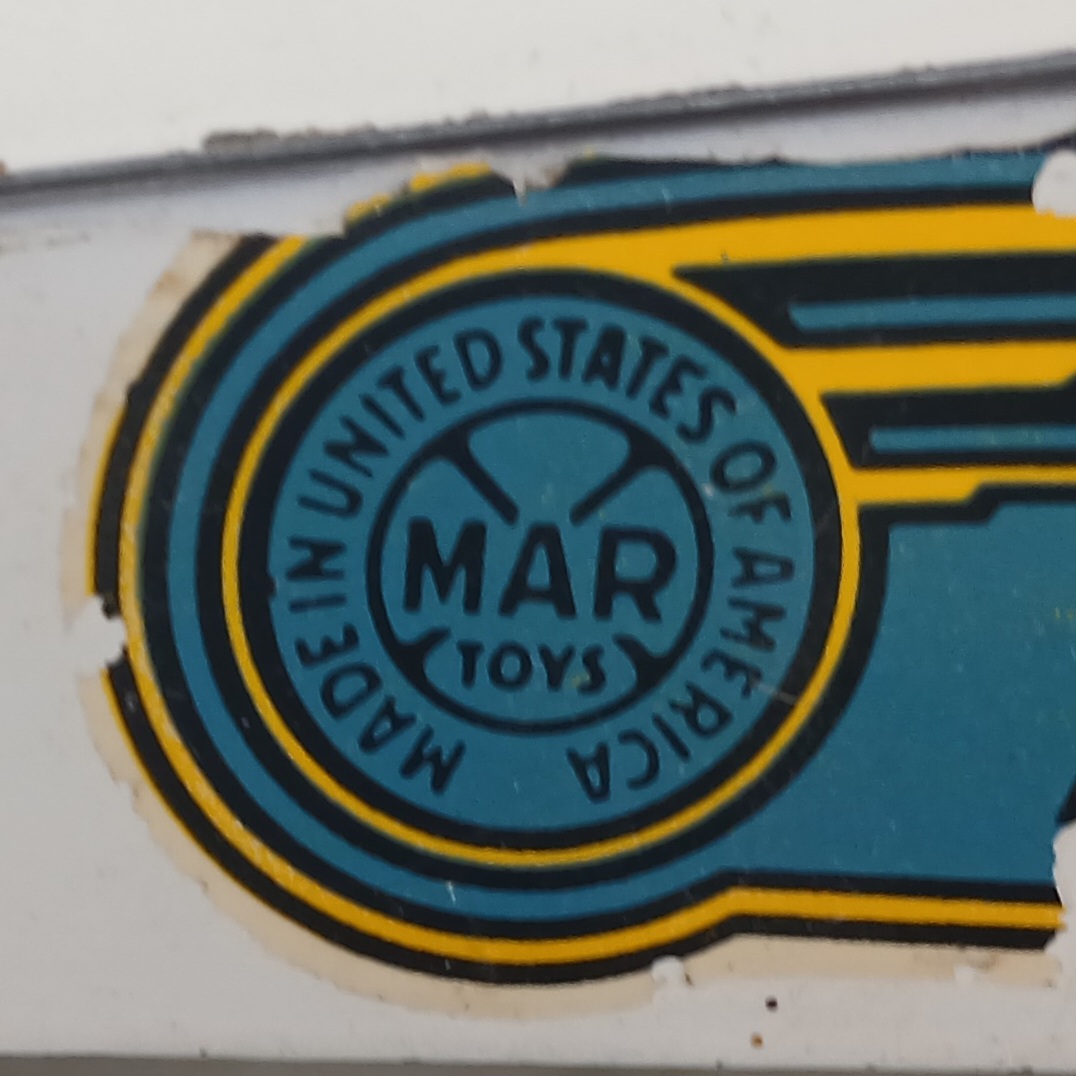 MADE IN UNITED STATES OF AMERICA
MAR
TOYS